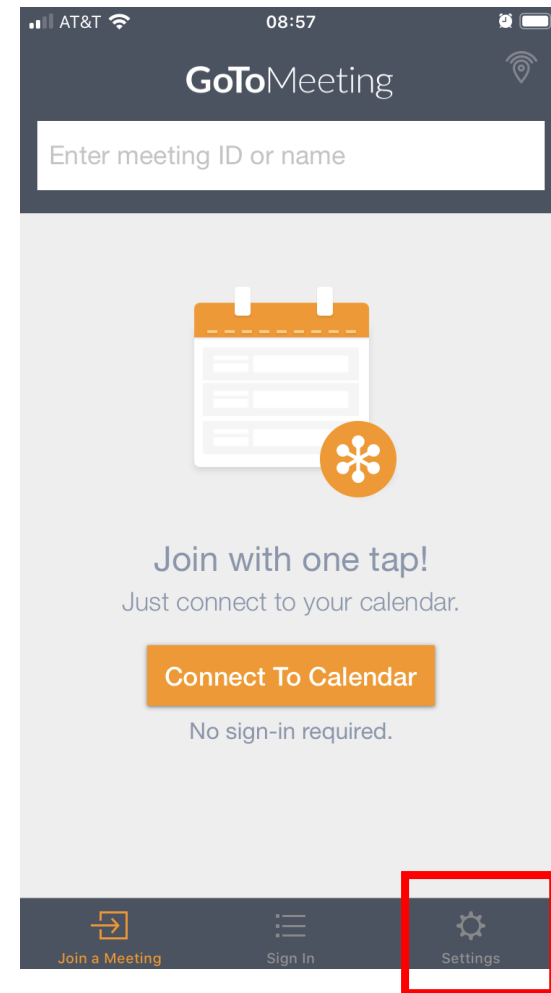 AT&T 08:57
GoToMeeting
Enter meeting ID or name
Join with one tap!
Just connect to your calendar.
Connect To Calendar
No sign-in required.
Join a Meeting Sign In Settings